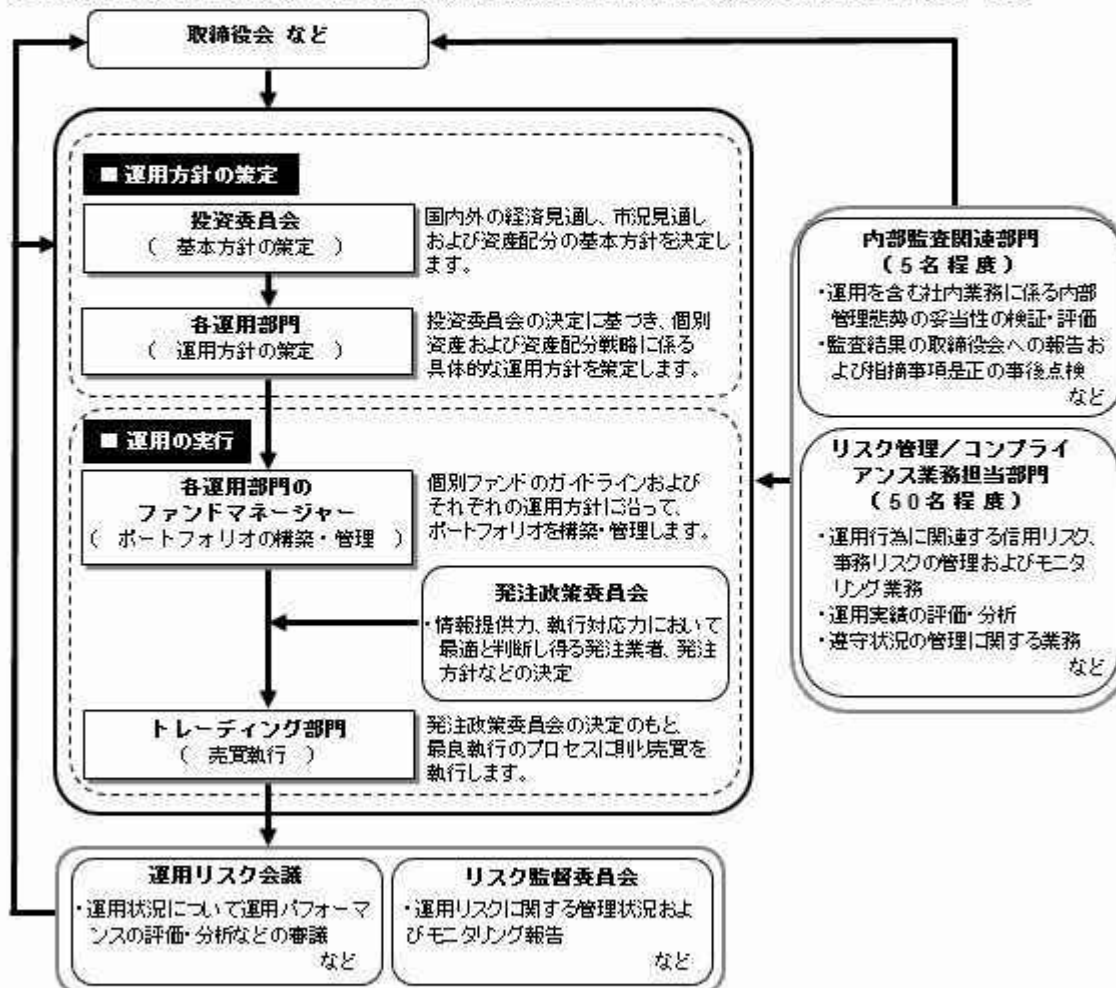 取締役会 など
■ 運用方針の策定
投資委員会
( 基本方針の策定 )
国内外の経済見通し、市況見通し
および資産配分の基本方針を決定し
ます。
各運用部門
( 運用方針の策定 )
投資委員会の決定に基づき、個別
資産および資産配分戦略に係る
具体的な運用方針を策定します。
■ 運用の実行
各運用部門の
ファンドマネージャー
( ポートフォリオの構築・管理 )
個別ファンドのガイドラインおよび
それぞれの運用方針に沿って、
ポートフォリオを構築・管理します。
発注政策委員会
・情報提供力、執行対応力において
最適と判断し得る発注業者、発注
方針などの決定
トレーディング部門
( 売買執行 )
発注政策委員会の決定のもと、
最良執行のプロセスに則り売買を
執行します。
内部監査関連部門
(5名程度)
・運用を含む社内業務に係る内部
管理態勢の妥当性の検証・評価
・監査結果の取締役会への報告お
よび指摘事項是正の事後点検
など
リスク管理/コンプライ
アンス業務担当部門
(50名程度)
・運用行為に関連する信用リスク、
事務リスクの管理およびモニタ
リング業務
・運用実績の評価・分析
・遵守状況の管理に関する業務
など
運用リスク会議
・運用状況について運用パフォーマ
ンスの評価・分析などの審議
など
リスク監督委員会
・運用リスクに関する管理状況およ
びモニタリング報告
など